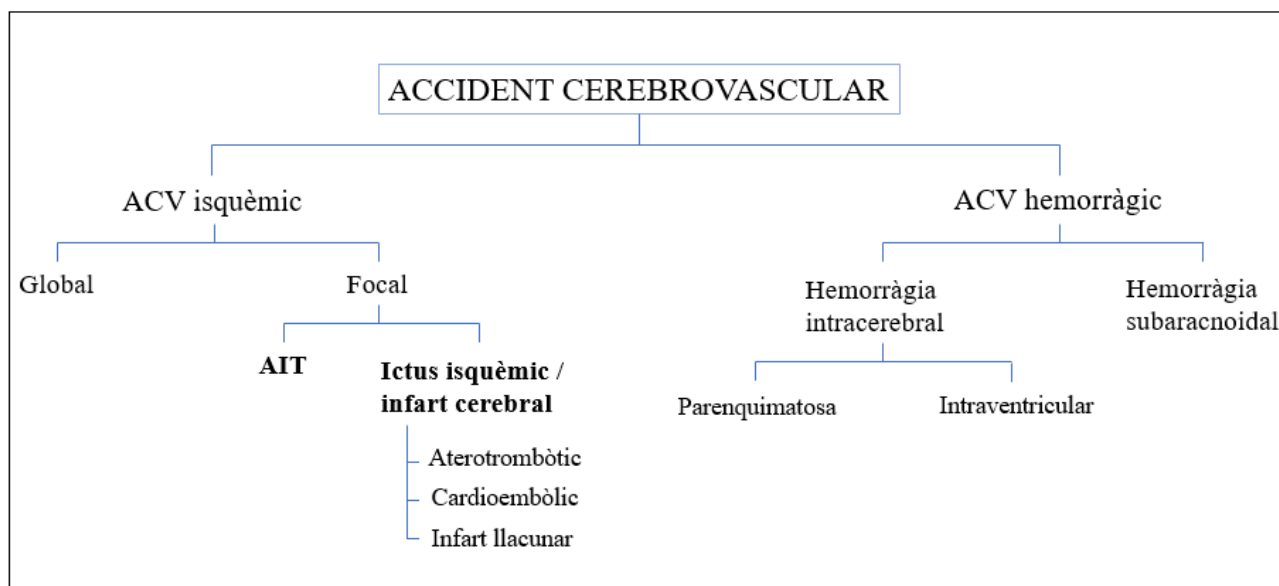 ACCIDENT CEREBROVASCULAR
ACV isquèmic
ACV hemorràgic
Global
Focal
Hemorràgia
intracerebral
Hemorràgia
subaracnoidal
AIT
Ictus isquèmic /
infart cerebral
Parenquimatosa
Intraventricular
Aterotrombòtic
Cardioembòlic
Infart llacunar